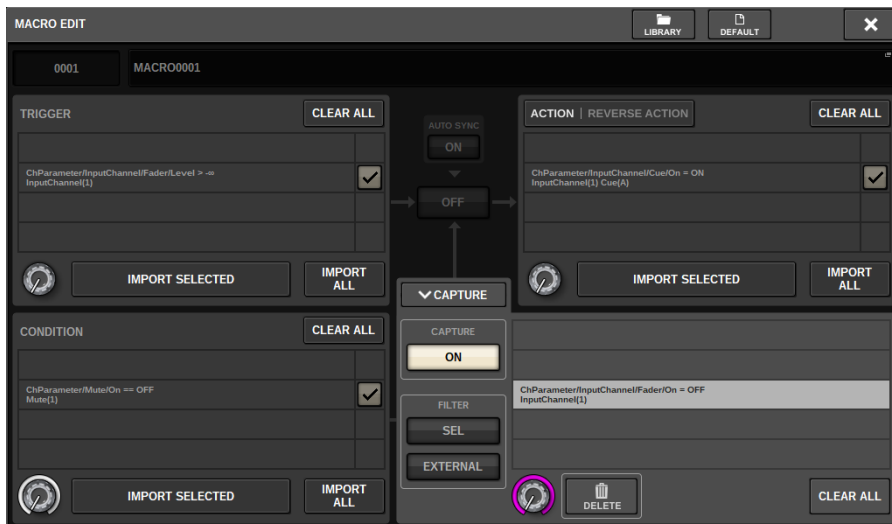 MACRO EDIT
LIBRARY
DEFAULT
0001
MACRO0001
TRIGGER
CLEAR ALL
ChParameter/InputChannel/Fader/Level > -∞
InputChannel(1)
IMPORT SELECTED
IMPORT
ALL
AUTO SYNC
ON
OFF
ACTION | REVERSE ACTION
CLEAR ALL
ChParameter/InputChannel/Cue/On = ON
InputChannel(1) Cue(A)
IMPORT SELECTED
IMPORT
ALL
CONDITION
CLEAR ALL
ChParameter/Mute/On == OFF
Mute(1)
IMPORT SELECTED
IMPORT
ALL
CAPTURE
CAPTURE
ON
FILTER
SEL
EXTERNAL
ChParameter/InputChannel/Fader/On = OFF
InputChannel(1)
DELETE
CLEAR ALL